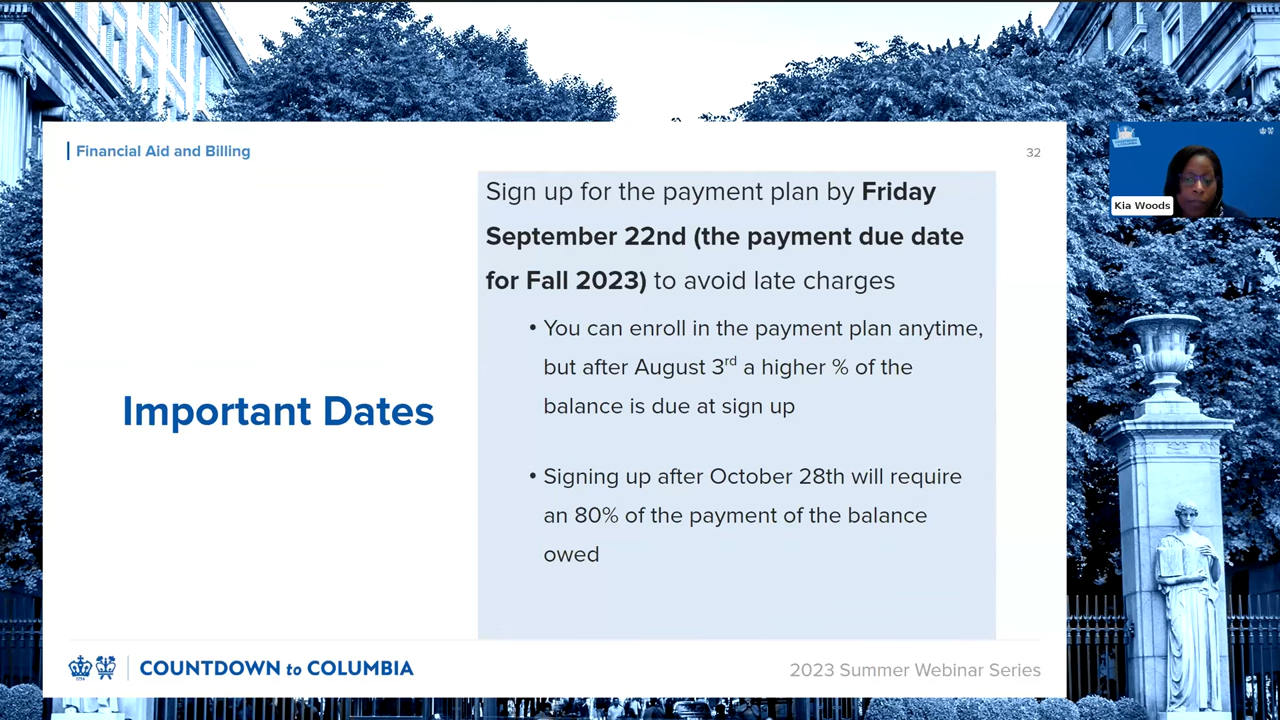 Financial Aid and Billing
32
Sign up for the payment plan by Friday
September 22nd (the payment due date
for Fall 2023) to avoid late charges
• You can enroll in the payment plan anytime,
but after August 3rd a higher % of the
balance is due at sign up
• Signing up after October 28th will require
an 80% of the payment of the balance
owed
Important Dates
COUNTDOWN to COLUMBIA
2023 Summer Webinar Series
Kia Woods